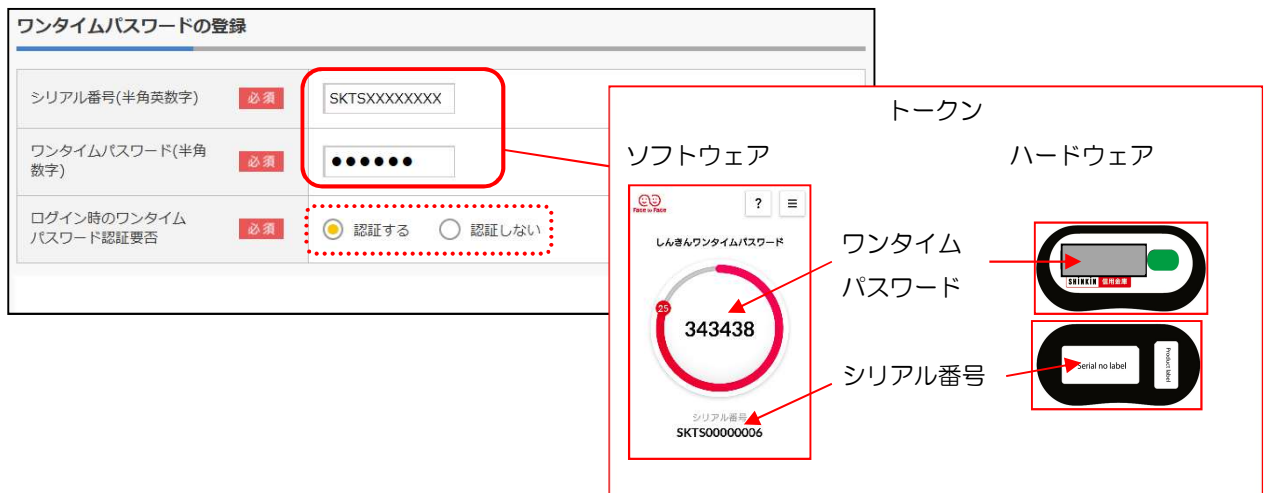 ワンタイムパスワードの登録
シリアル番号(半角英数字)
必須
SKTSXXXXXXXX
ワンタイムパスワード(半角
数字)
必須
●●●●●●
ログイン時のワンタイム
パスワード認証要否
必須
認証する
認証しない
トークン
ソフトウェア
ハードウェア
Face to Face
?
しんきんワンタイムパスワード
25
343438
シリアル番号
SKTS00000006
ワンタイム
パスワード
シリアル番号
SHINKIN 信用金庫
Serial no label
Product label